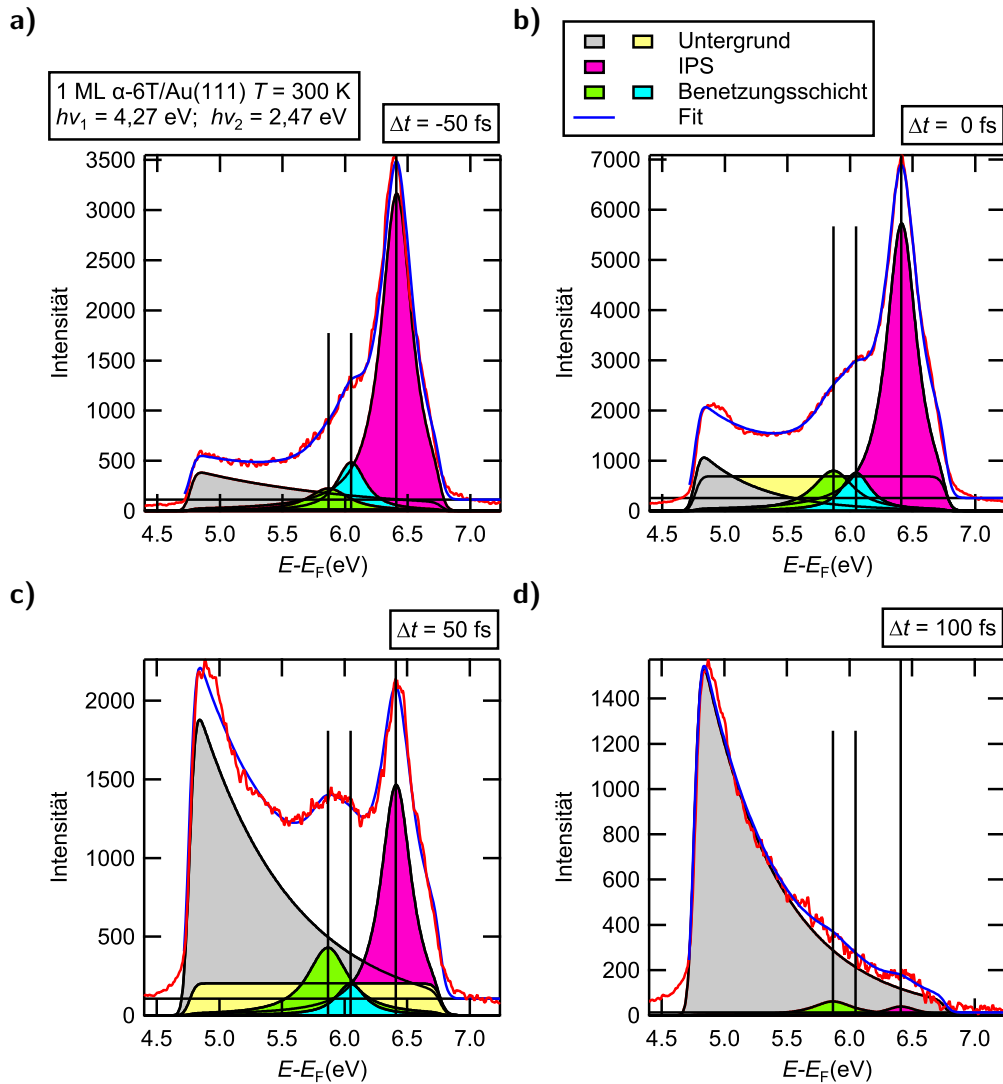 a)
1 ML α-6T/Au(111) T = 300 K
hν1 = 4,27 eV; hν2 = 2,47 eV
Δt = -50 fs
3500
3000
2500
2000
1500
1000
500
0
Intensität
4.5 5.0 5.5 6.0 6.5 7.0
E-EF(eV)
b)
Untergrund
IPS
Benetzungsschicht
Fit
Δt = 0 fs
7000
6000
5000
4000
3000
2000
1000
0
Intensität
4.5 5.0 5.5 6.0 6.5 7.0
E-EF(eV)
c)
Δt = 50 fs
2000
1500
1000
500
0
Intensität
4.5 5.0 5.5 6.0 6.5 7.0
E-EF(eV)
d)
Δt = 100 fs
1400
1200
1000
800
600
400
200
0
Intensität
4.5 5.0 5.5 6.0 6.5 7.0
E-EF(eV)